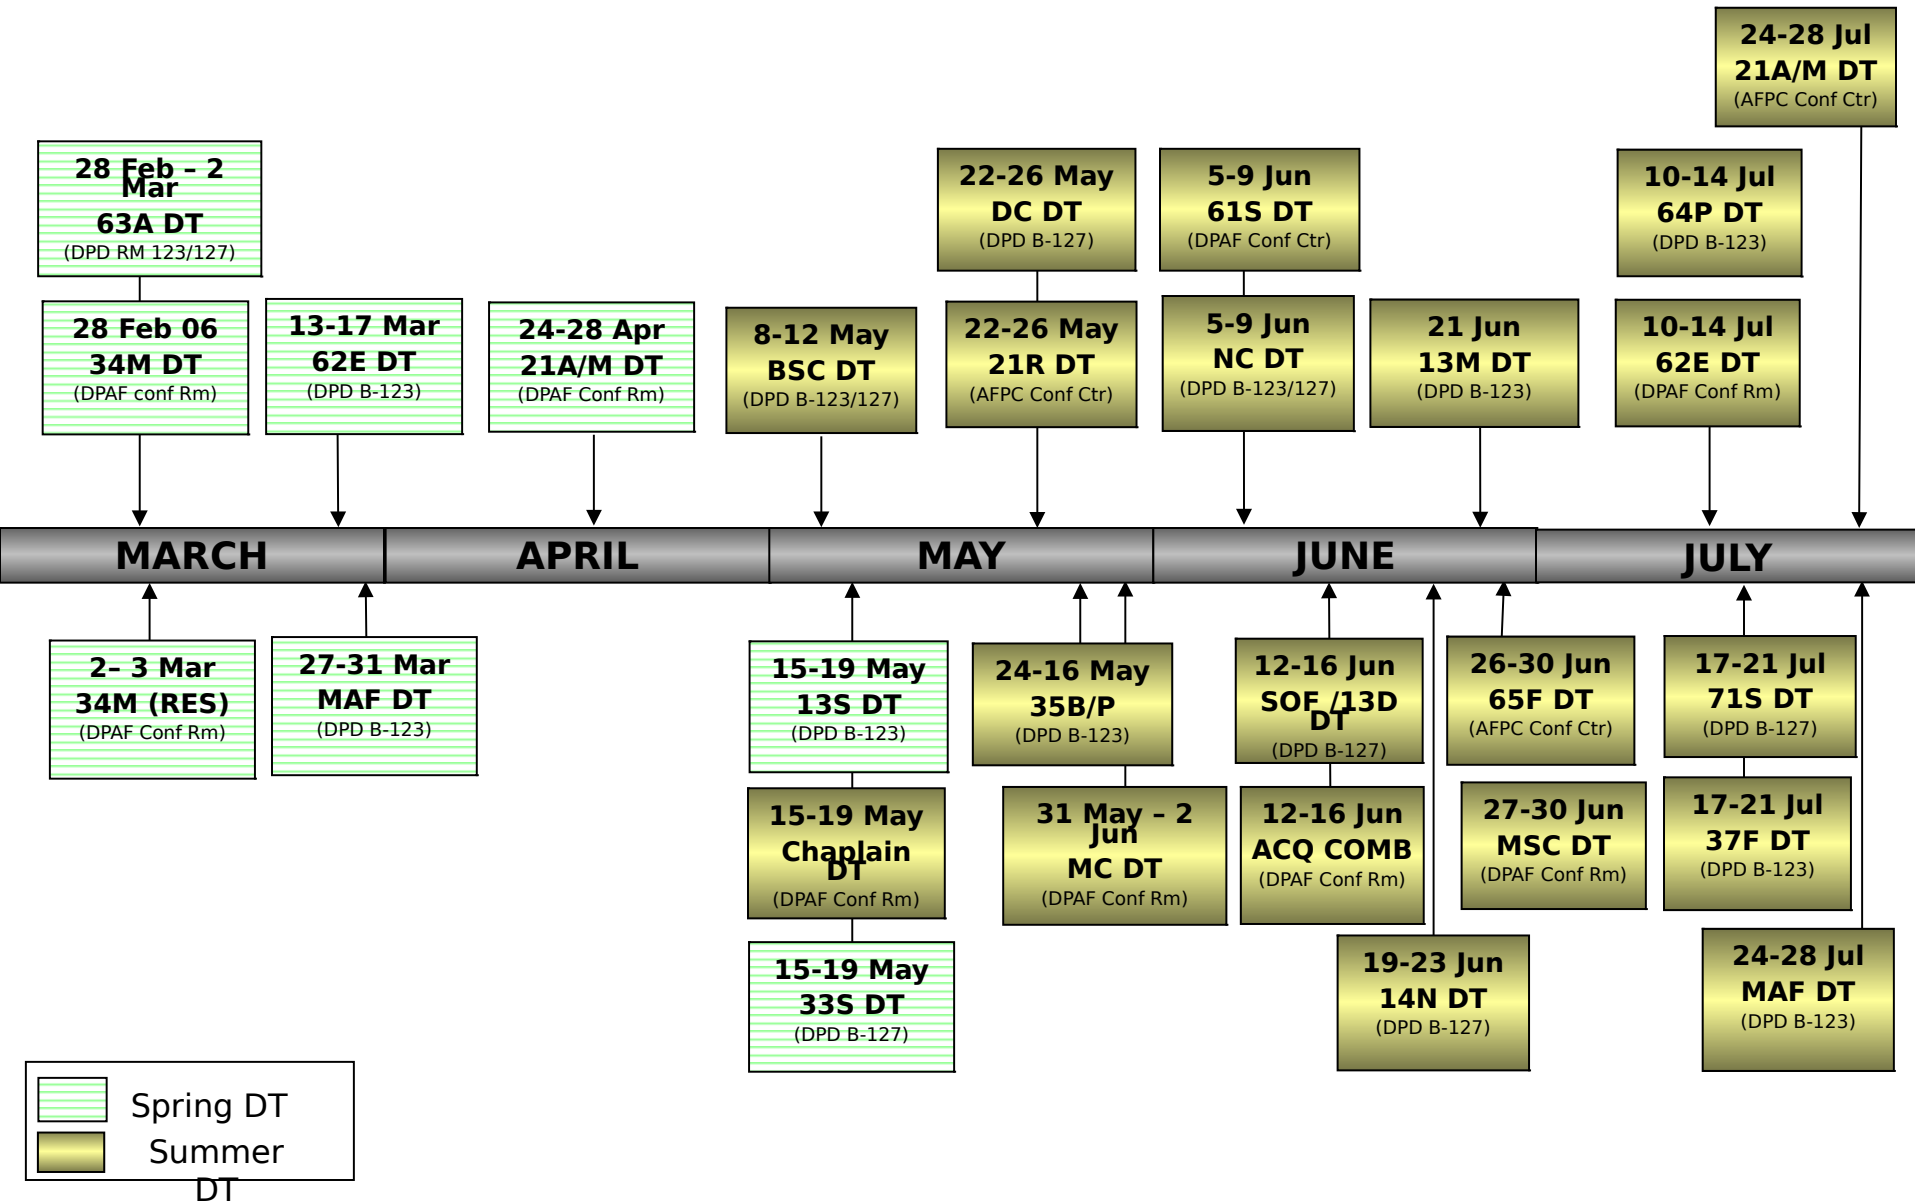 24-28 Jul
21A/M DT
(AFPC Conf Ctr)
28 Feb – 2
Mar
63A DT
(DPD RM 123/127)
22-26 May
DC DT
(DPD B-127)
5-9 Jun
61S DT
(DPAF Conf Ctr)
10-14 Jul
64P DT
(DPD B-123)
28 Feb 06
34M DT
(DPAF conf Rm)
13-17 Mar
62E DT
(DPD B-123)
24-28 Apr
21A/M DT
(DPAF Conf Rm)
8-12 May
BSC DT
(DPD B-123/127)
22-26 May
21R DT
(AFPC Conf Ctr)
5-9 Jun
NC DT
(DPD B-123/127)
21 Jun
13M DT
(DPD B-123)
10-14 Jul
62E DT
(DPAF Conf Rm)
MARCH
APRIL
MAY
JUNE
JULY
2– 3 Mar
34M (RES)
(DPAF Conf Rm)
27-31 Mar
MAF DT
(DPD B-123)
15-19 May
13S DT
(DPD B-123)
24-16 May
35B/P
(DPD B-123)
12-16 Jun
SOF /13D
DT
(DPD B-127)
26-30 Jun
65F DT
(AFPC Conf Ctr)
17-21 Jul
71S DT
(DPD B-127)
15-19 May
Chaplain
DT
(DPAF Conf Rm)
31 May – 2
Jun
MC DT
(DPAF Conf Rm)
12-16 Jun
ACQ COMB
(DPAF Conf Rm)
27-30 Jun
MSC DT
(DPAF Conf Rm)
17-21 Jul
37F DT
(DPD B-123)
15-19 May
33S DT
(DPD B-127)
19-23 Jun
14N DT
(DPD B-127)
24-28 Jul
MAF DT
(DPD B-123)
Spring DT
Summer
DT